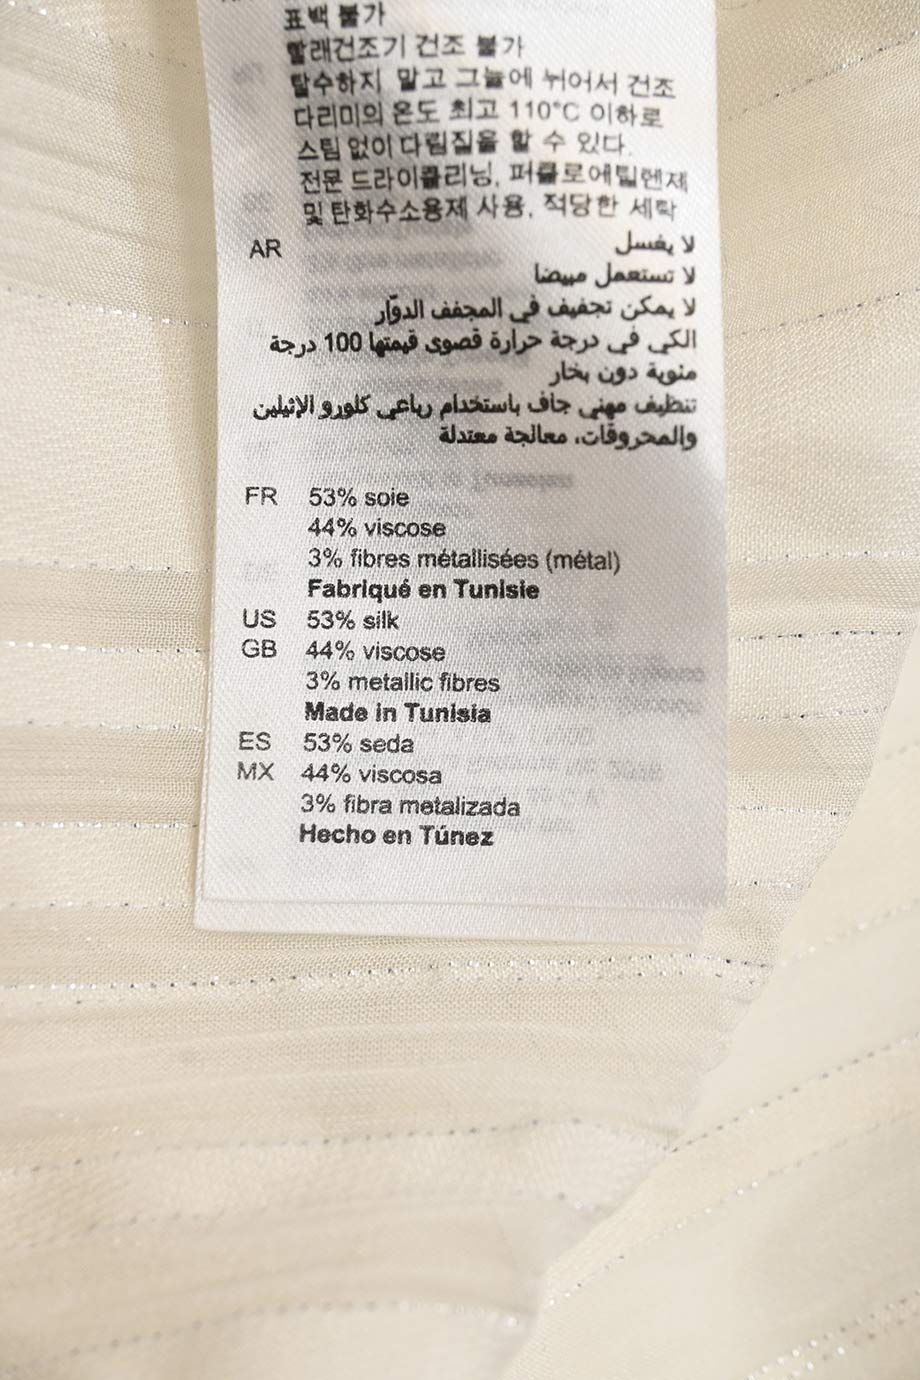 표백 불가
할래건조기 건조 불가
탈수하지 말고 그늘에 뉘어서 건조
다리미의 온도 최고 110°C 이하로
스팀 없이 다림질을 할 수 있다.
전문 드라이클리닝, 퍼클로에틸렌제
및 탄화수소용제 사용, 적당한 세탁
AR لا يغسل
لا تستعمل مبيضا
لا يمكن تجفيف في المجفف الدوّار
الكي في درجة حرارة قصوى قيمتها 100 درجة
مئوية دون بخار
تنظيف مهني جاف باستخدام رباعي كلورو الإثيلين
والمحروقات، معالجة معتدلة
FR 53% soie
44% viscose
3% fibres métallisées (métal)
Fabriqué en Tunisie
US 53% silk
GB 44% viscose
3% metallic fibres
Made in Tunisia
ES 53% seda
MX 44% viscosa
3% fibra metalizada
Hecho en Túnez